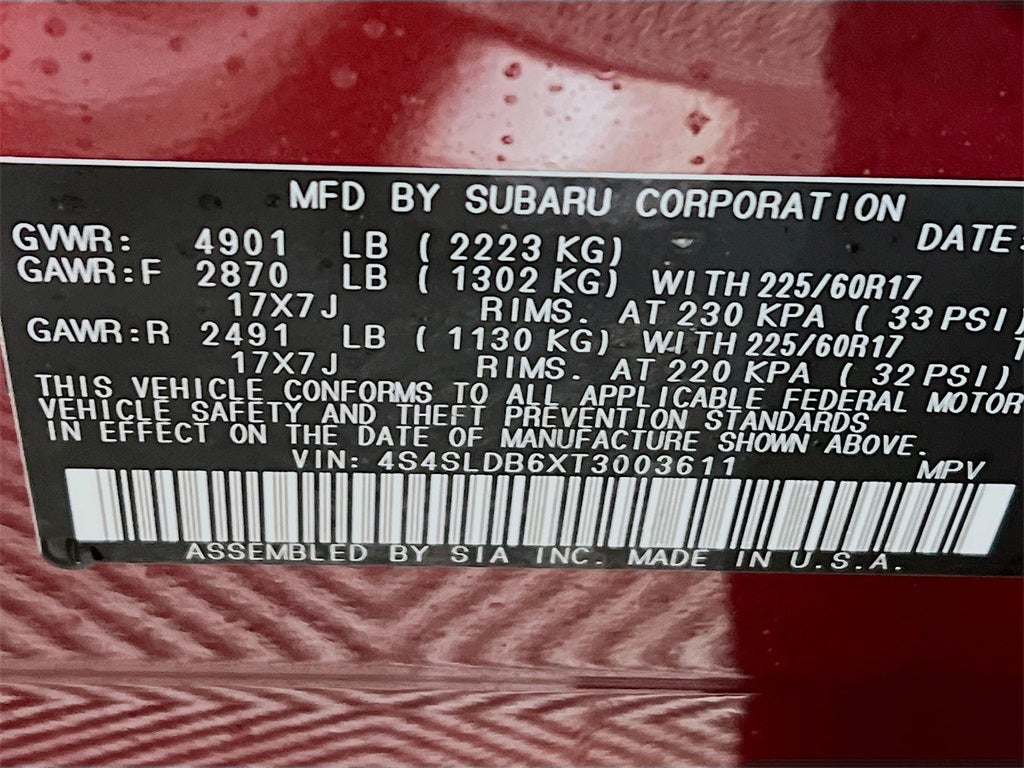 MFD BY SUBARU CORPORATION
GVWR: 4901 LB ( 2223 KG) DATE:
GAWR:F 2870 LB ( 1302 KG) WITH 225/60R17
17X7J RIMS. AT 230 KPA ( 33 PSI)
GAWR:R 2491 LB ( 1130 KG) WITH 225/60R17
17X7J RIMS. AT 220 KPA ( 32 PSI)
THIS VEHICLE CONFORMS TO ALL APPLICABLE FEDERAL MOTOR
VEHICLE SAFETY AND THEFT PREVENTION STANDARDS
IN EFFECT ON THE DATE OF MANUFACTURE SHOWN ABOVE.
VIN: 4S4SLDB6XT3003611 MPV
ASSEMBLED BY SIA INC. MADE IN U.S.A.